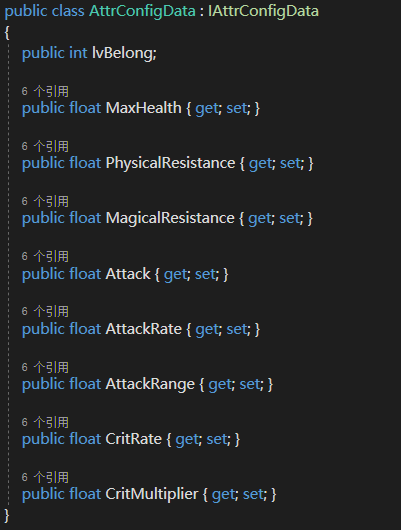 public class AttrConfigData : IAttrConfigData
{
public int lvBelong;
6 个引用
public float MaxHealth { get; set; }
6 个引用
public float PhysicalResistance { get; set; }
6 个引用
public float MagicalResistance { get; set; }
6 个引用
public float Attack { get; set; }
6 个引用
public float AttackRate { get; set; }
6 个引用
public float AttackRange { get; set; }
6 个引用
public float CritRate { get; set; }
6 个引用
public float CritMultiplier { get; set; }
}